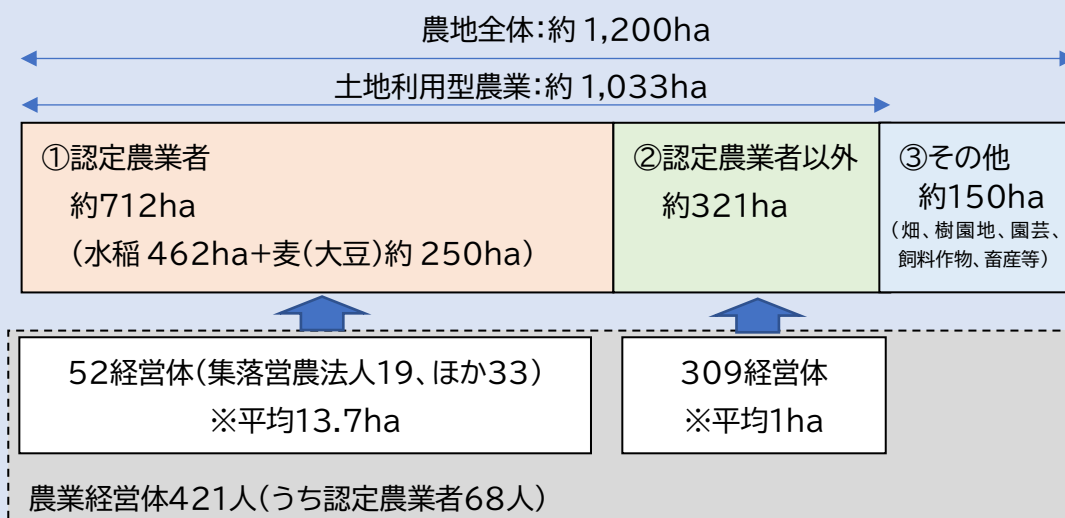 農地全体:約 1,200ha
土地利用型農業:約 1,033ha
①認定農業者
約712ha
(水稲 462ha+麦(大豆)約 250ha)
②認定農業者以外
約321ha
③その他
約150ha
(畑、樹園地、園芸、
飼料作物、畜産等)
52経営体(集落営農法人19、ほか33)
※平均13.7ha
309経営体
※平均1ha
農業経営体421人(うち認定農業者68人)